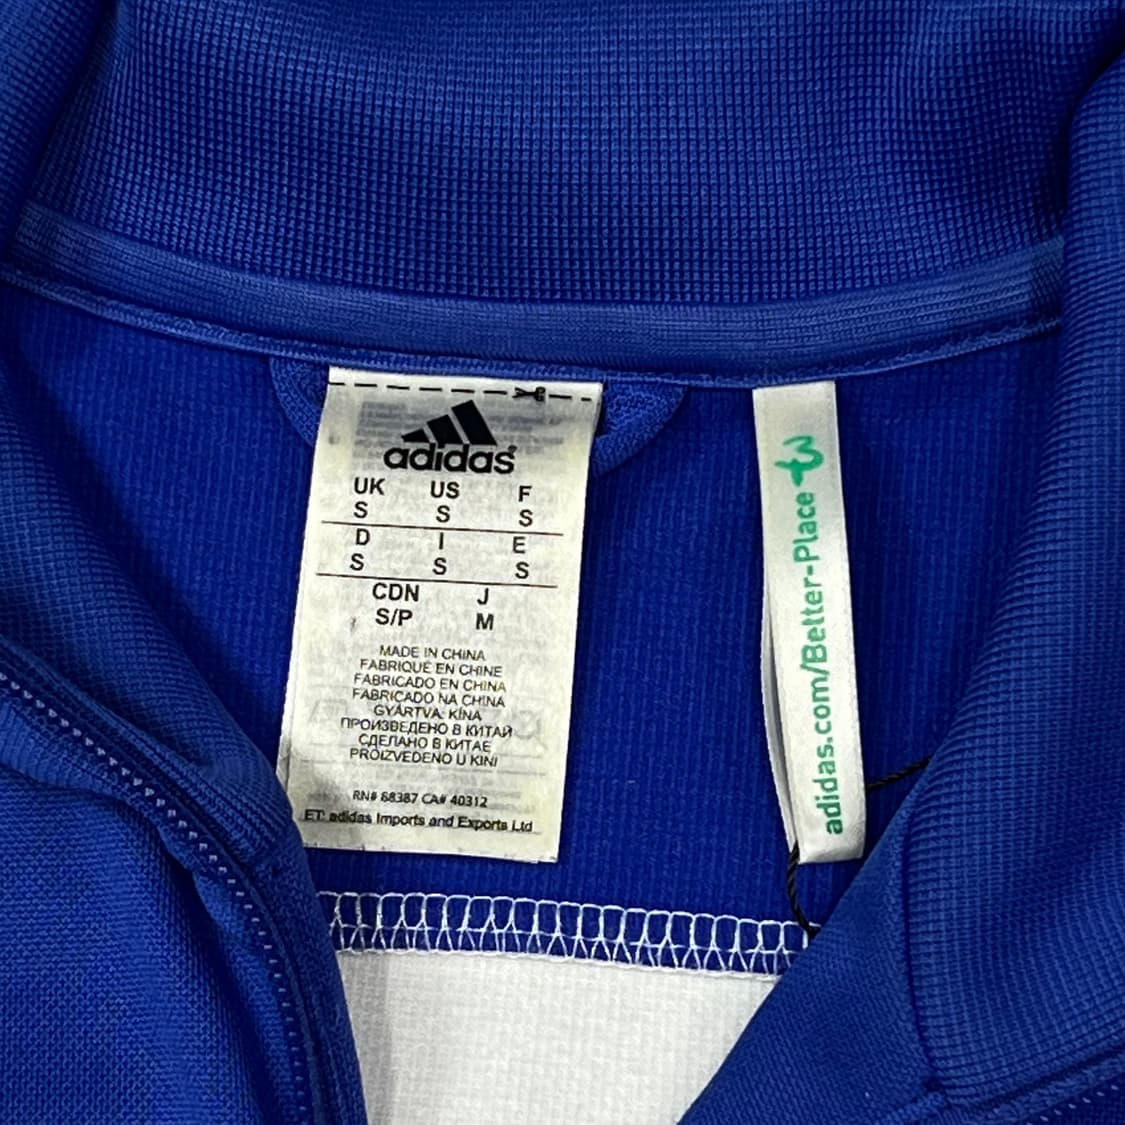 adidas®
UK US F
S S S
D I E
S S S
CDN J
S/P M
MADE IN CHINA
FABRIQUÉ EN CHINE
FABRICADO EN CHINA
FABRICADO NA CHINA
GYÁRTVA: KÍNA
ПРОИЗВЕДЕНО В КИТАЙ
СДЕЛАНО В КИТАЕ
PROIZVEDENO U KINI
RN# 88387 CA# 40312
ET: adidas Imports and Exports Ltd
adidas.com/Better-Place